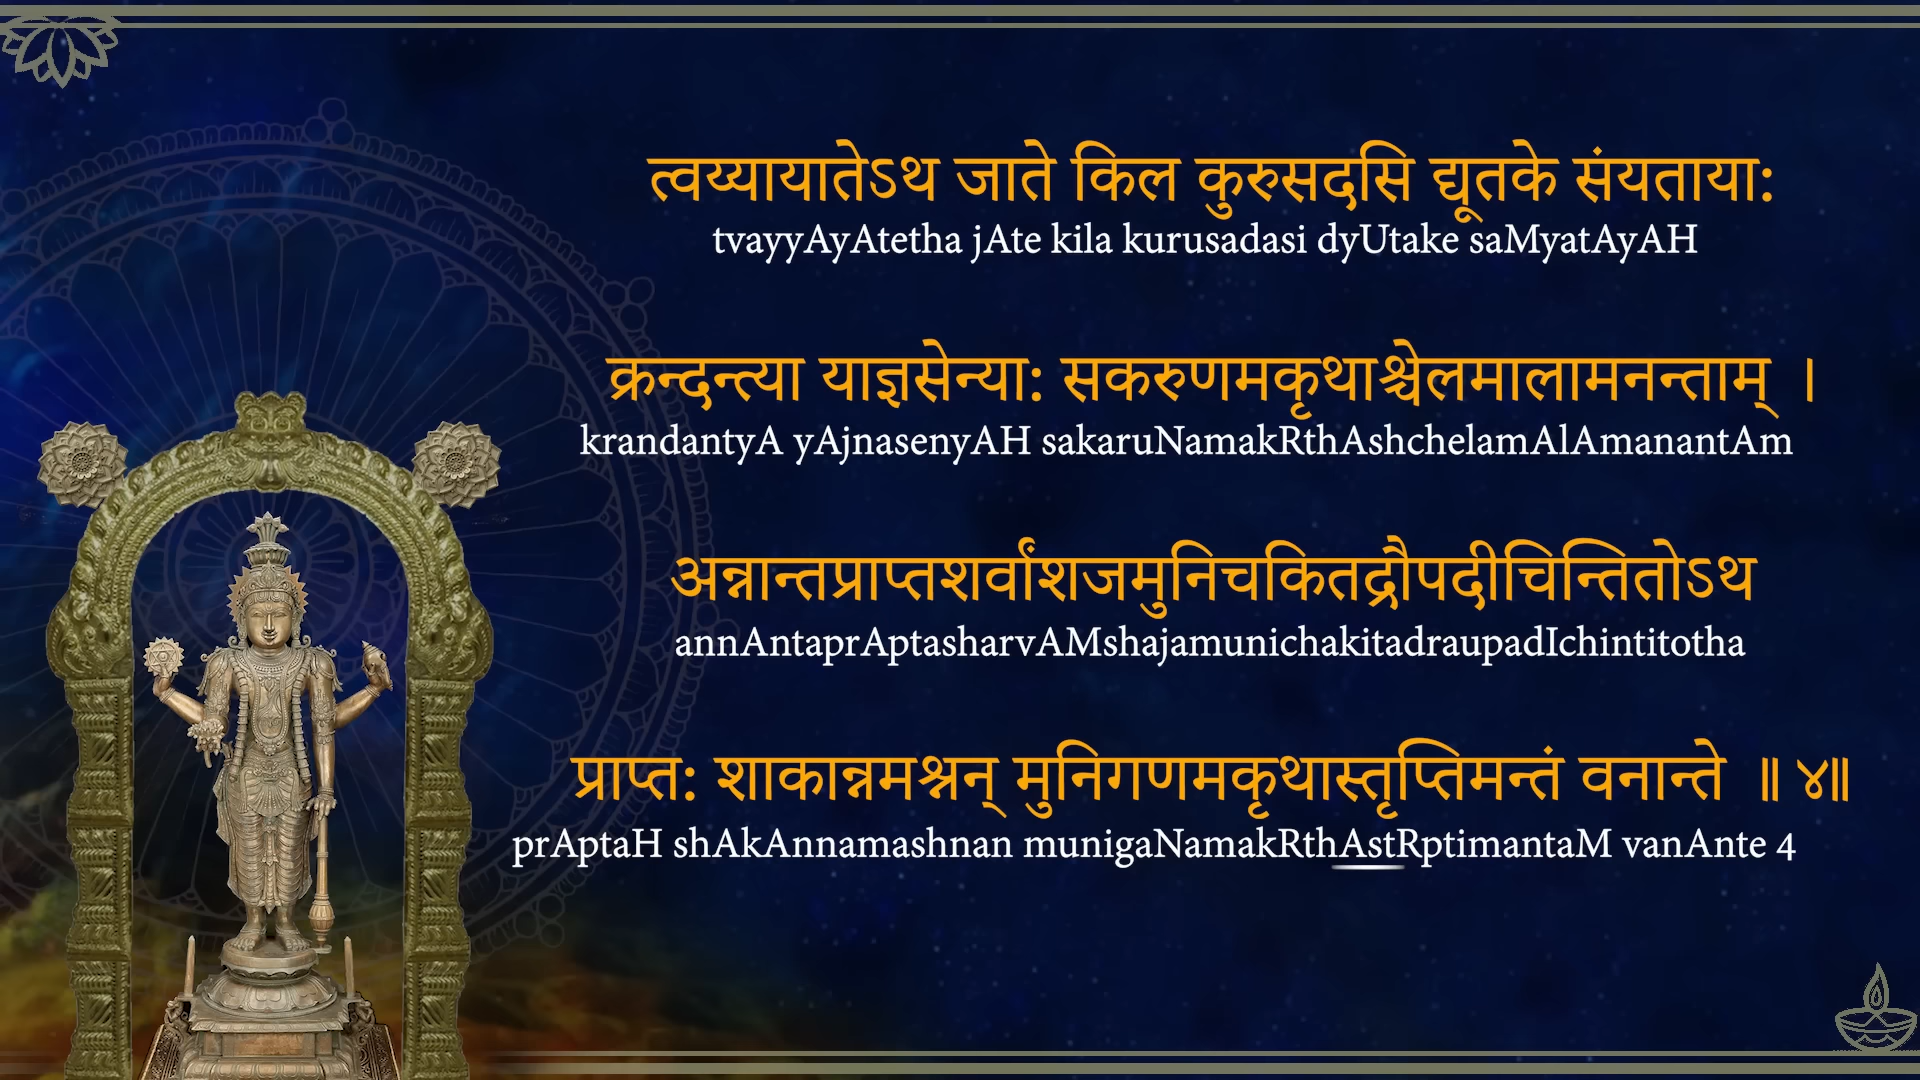 त्वय्यायातेऽथ जाते किल कुरुसदसि द्यूतके संयताया:
tvayyAyAtetha jAte kila kurusadasi dyUtake saMyatAyAH
क्रन्दन्त्या याज्ञसेन्या: सकरुणमकृथाश्चेलमालामनन्ताम् ।
krandantyA yAjnasenyAH sakaruNamakRthAshchelamAlAmanantAm
अन्नान्तप्राप्तशर्वांशजमुनिचकितद्रौपदीचिन्तितोऽथ
annAntaprAptasharvAMshajamunichakitadraupadIchintitotha
प्राप्त: शाकान्नमश्नन् मुनिगणमकृथास्तृप्तिमन्तं वनान्ते ॥ ४॥
prAptaH shAkAnnamashnan munigaNamakRthAstRptimantaM vanAnte 4